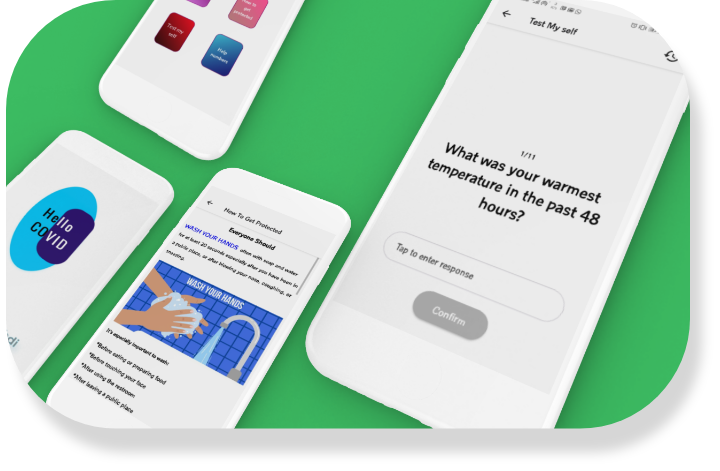 How to
get
protected
Test my
self
Help
numbers
Hello
COVID
How To Get Protected
Everyone Should
WASH YOUR HANDS often with soap and water
for at least 20 seconds especially after you have been in
a public place, or after blowing your nose, coughing, or
sneezing.
WASH YOUR HANDS
It's especially important to wash:
*Before eating or preparing food
*Before touching your face
*After using the restroom
*After leaving a public place
Test My self
1/11
What was your warmest
temperature in the past 48
hours?
Tap to enter response
Confirm